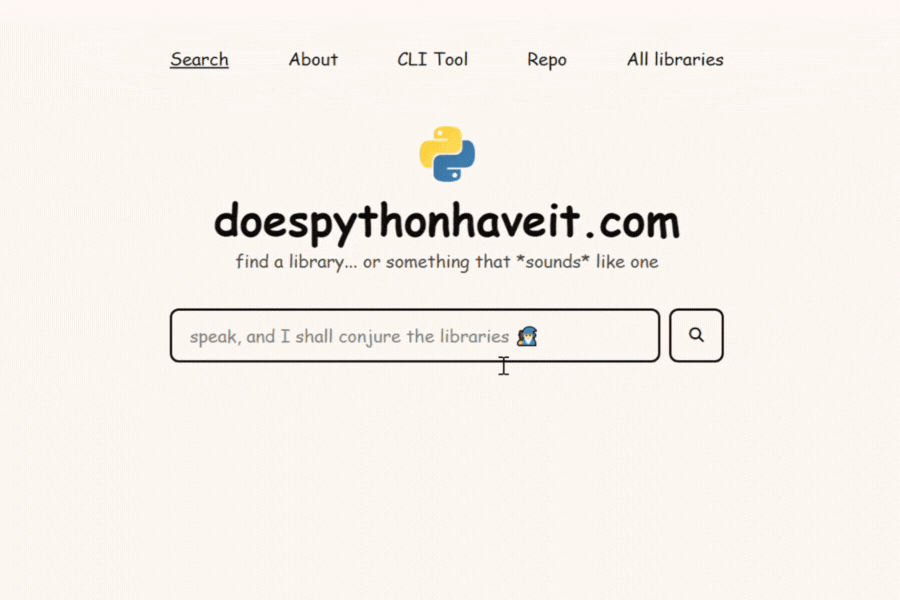 Search About CLI Tool Repo All libraries
doespythonhaveit.com
find a library... or something that *sounds* like one
speak, and I shall conjure the libraries 🧙‍♂️